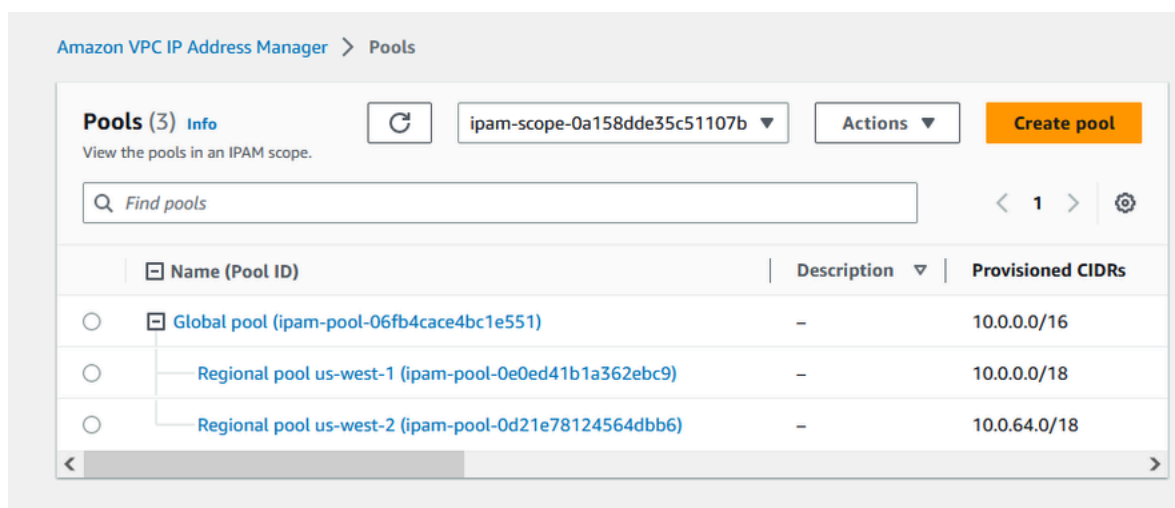 Amazon VPC IP Address Manager > Pools
Pools (3) Info
ipam-scope-0a158dde35c51107b
Actions
Create pool
View the pools in an IPAM scope.
Find pools
1
Name (Pool ID) Description Provisioned CIDRs
Global pool (ipam-pool-06fb4cace4bc1e551) – 10.0.0.0/16
Regional pool us-west-1 (ipam-pool-0e0ed41b1a362ebc9) – 10.0.0.0/18
Regional pool us-west-2 (ipam-pool-0d21e78124564dbb6) – 10.0.64.0/18